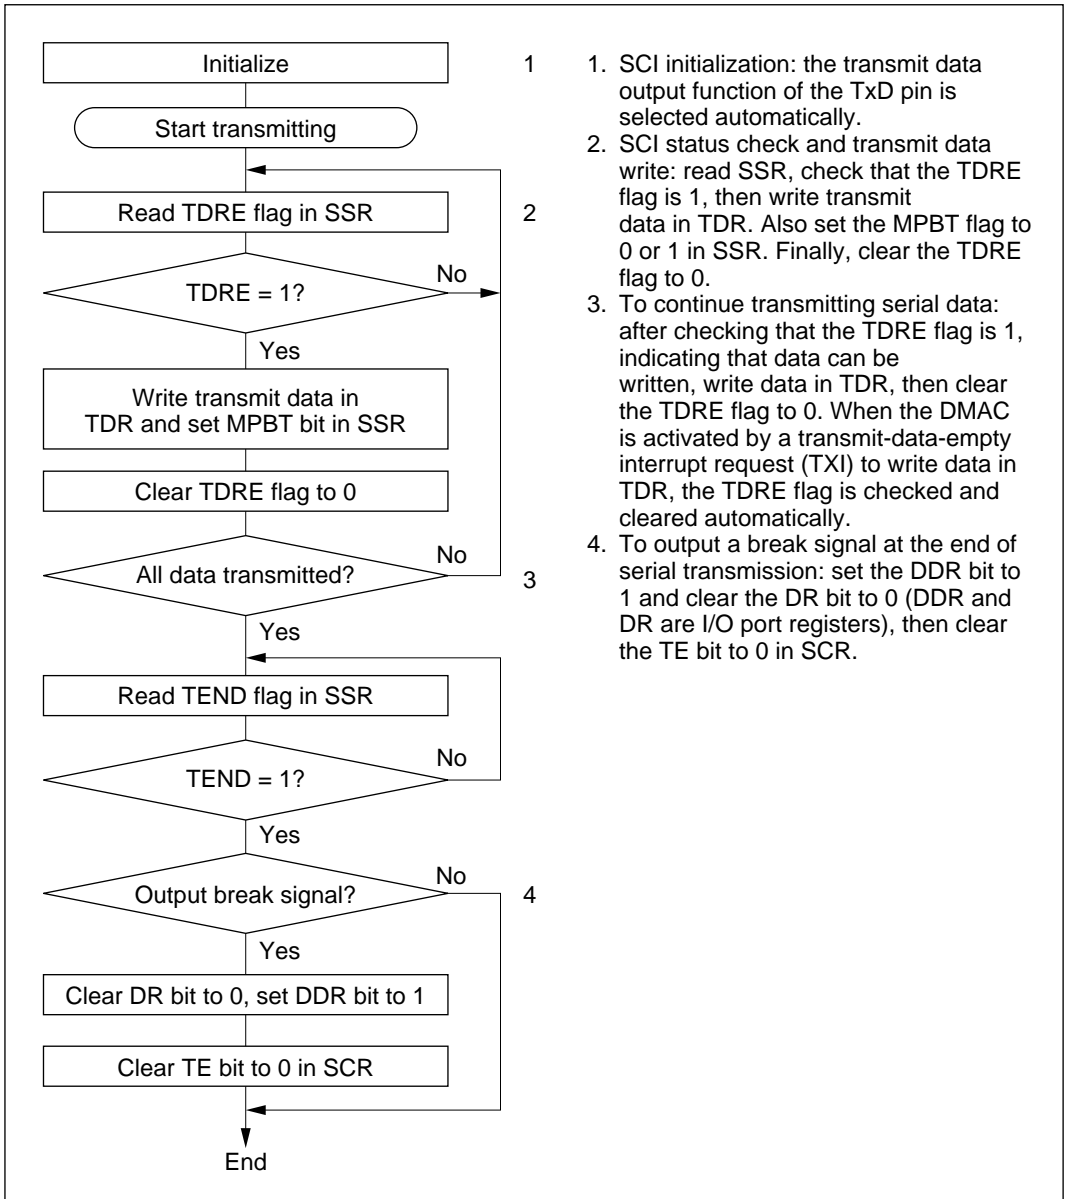 Initialize
1
Start transmitting
Read TDRE flag in SSR
2
TDRE = 1?
No
Yes
Write transmit data in
TDR and set MPBT bit in SSR
Clear TDRE flag to 0
All data transmitted?
No
3
Yes
Read TEND flag in SSR
TEND = 1?
No
Yes
Output break signal?
No
4
Yes
Clear DR bit to 0, set DDR bit to 1
Clear TE bit to 0 in SCR
End
1. SCI initialization: the transmit data
output function of the TxD pin is
selected automatically.
2. SCI status check and transmit data
write: read SSR, check that the TDRE
flag is 1, then write transmit
data in TDR. Also set the MPBT flag to
0 or 1 in SSR. Finally, clear the TDRE
flag to 0.
3. To continue transmitting serial data:
after checking that the TDRE flag is 1,
indicating that data can be
written, write data in TDR, then clear
the TDRE flag to 0. When the DMAC
is activated by a transmit-data-empty
interrupt request (TXI) to write data in
TDR, the TDRE flag is checked and
cleared automatically.
4. To output a break signal at the end of
serial transmission: set the DDR bit to
1 and clear the DR bit to 0 (DDR and
DR are I/O port registers), then clear
the TE bit to 0 in SCR.